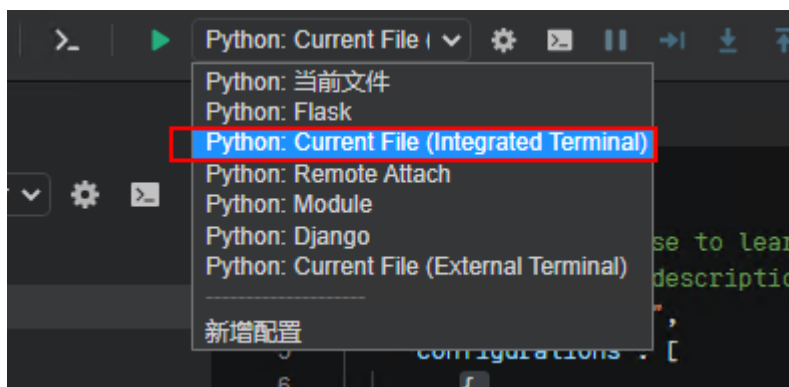 Python: Current File (
Python: 当前文件
Python: Flask
Python: Current File (Integrated Terminal)
Python: Remote Attach
Python: Module
Python: Django
se to lear
Python: Current File (External Terminal)
descriptio
--------------------
",
新增配置
configurations : [
6 {